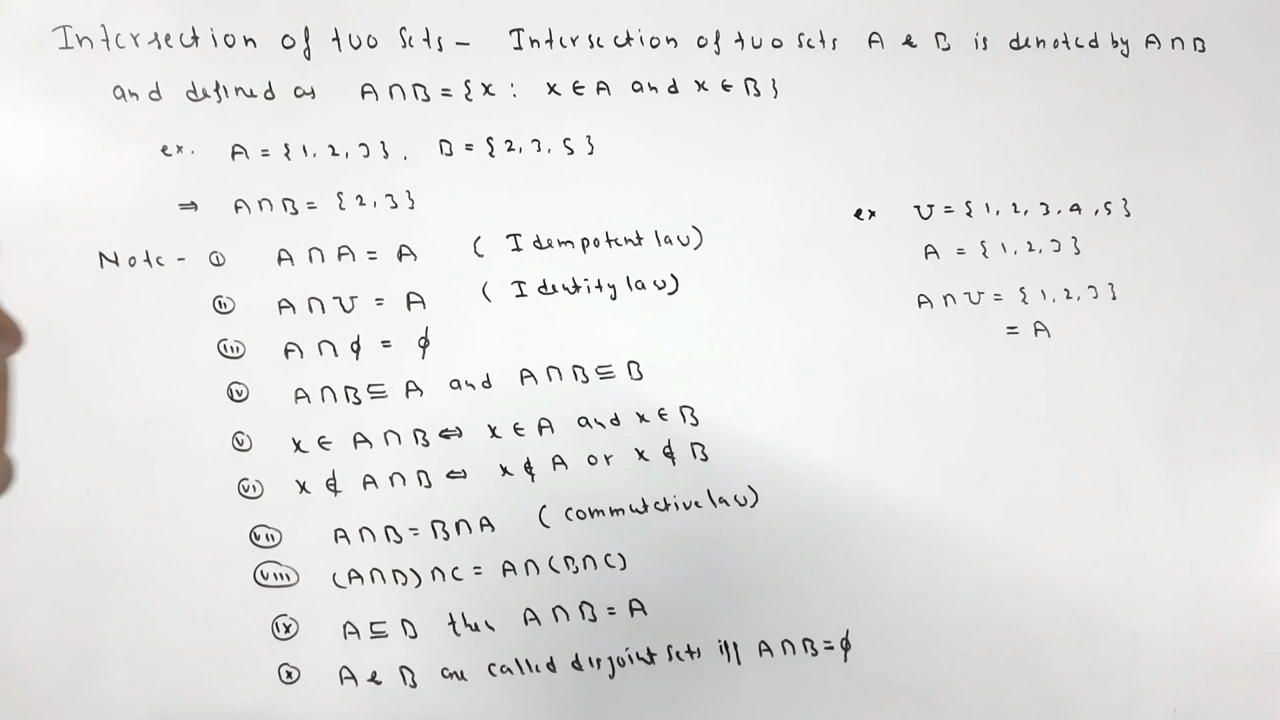 Intersection of two sets - Intersection of two sets A & B is denoted by A∩B
and defined as A∩B = {x : x ∈ A and x ∈ B}
ex. A = {1, 2, 3}, B = {2, 3, 5}
⇒ A∩B = {2, 3}
Note - (i) A∩A = A (Idempotent law)
(ii) A∩U = A (Identity law)
(iii) A∩ϕ = ϕ
(iv) A∩B ⊆ A and A∩B ⊆ B
(v) x ∈ A∩B ⇔ x ∈ A and x ∈ B
(vi) x ∉ A∩B ⇔ x ∉ A or x ∉ B
(vii) A∩B = B∩A (commutative law)
(viii) (A∩B)∩C = A∩(B∩C)
(ix) A ⊆ B then A∩B = A
(x) A & B are called disjoint sets iff A∩B = ϕ
ex U = {1, 2, 3, 4, 5}
A = {1, 2, 3}
A∩U = {1, 2, 3}
= A